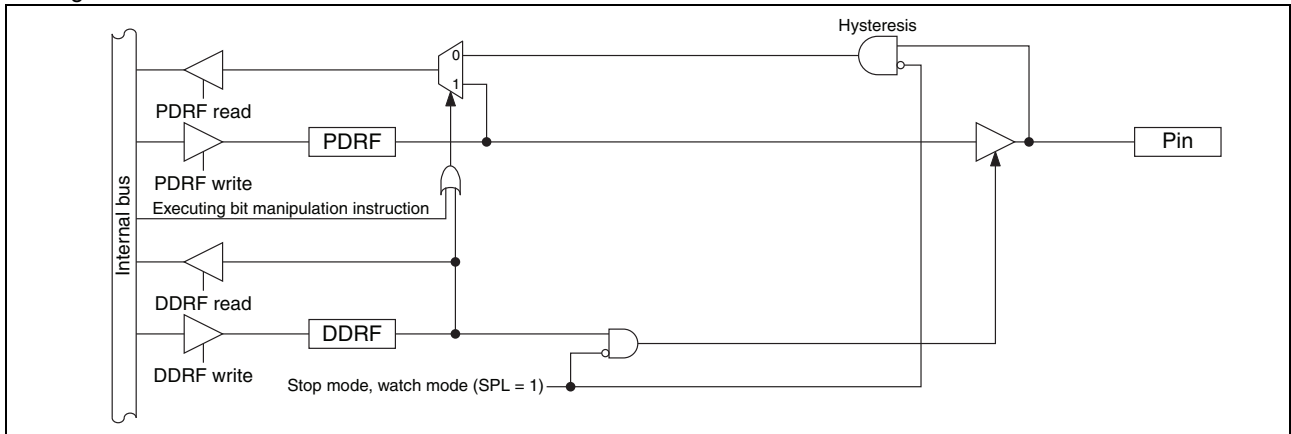 Hysteresis
0
1
PDRF read
PDRF
Pin
PDRF write
Executing bit manipulation instruction
Internal bus
DDRF read
DDRF
DDRF write
Stop mode, watch mode (SPL = 1)